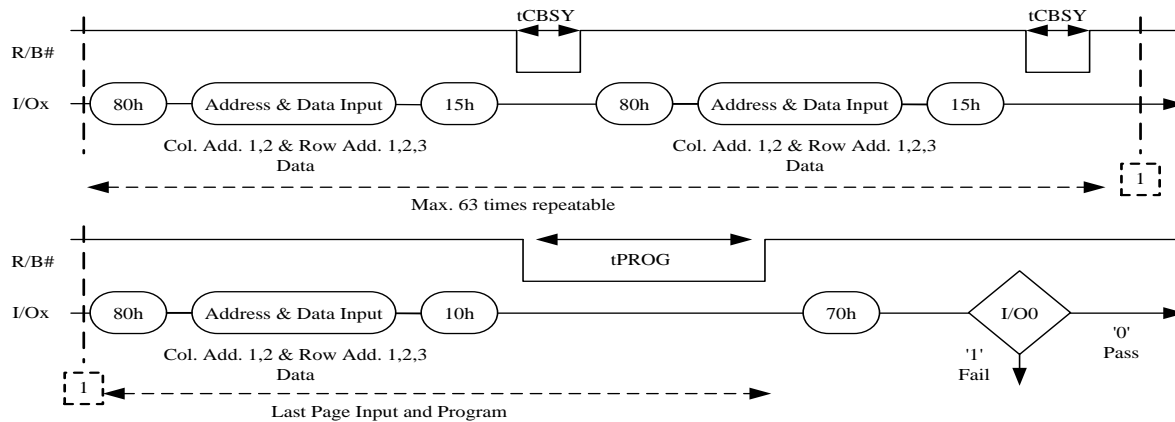 tCBSY tCBSY
R/B#
I/Ox 80h Address & Data Input 15h 80h Address & Data Input 15h
Col. Add. 1,2 & Row Add. 1,2,3 Col. Add. 1,2 & Row Add. 1,2,3
Data Data
Max. 63 times repeatable 1
R/B# tPROG
I/Ox 80h Address & Data Input 10h 70h I/O0
'0'
Pass
'1'
Fail
Col. Add. 1,2 & Row Add. 1,2,3
Data
1
Last Page Input and Program